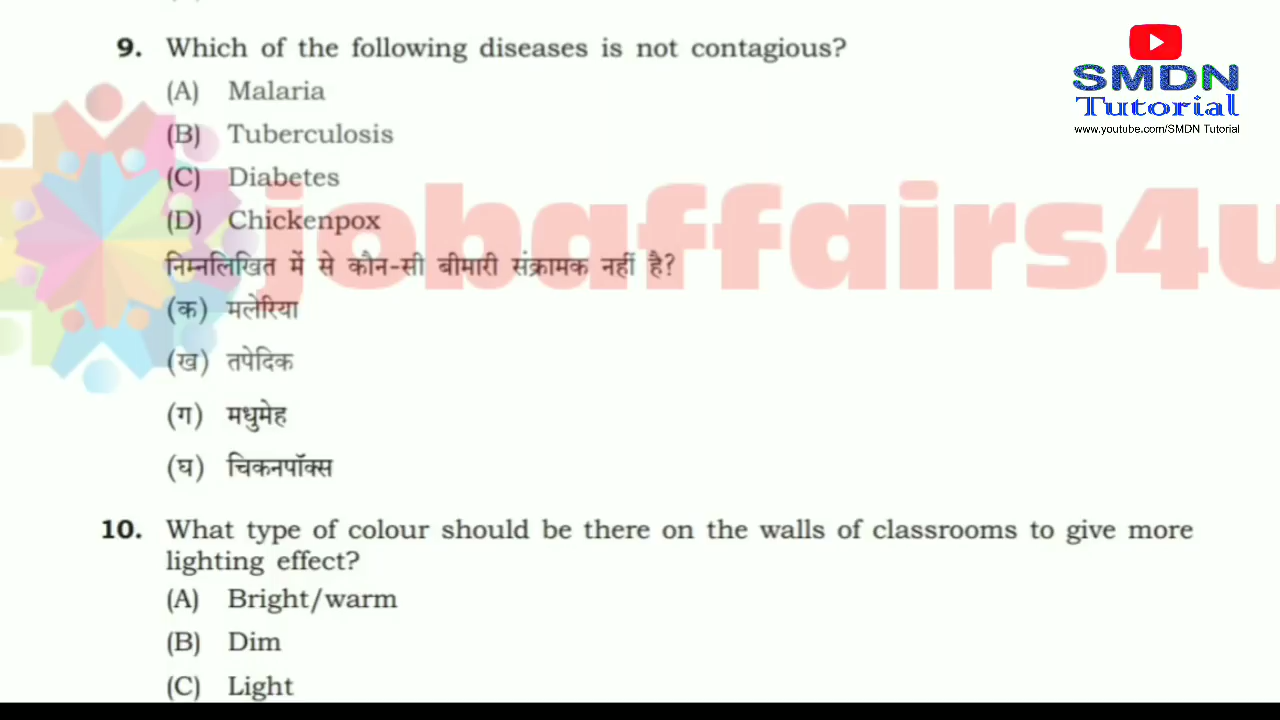 9. Which of the following diseases is not contagious?
(A) Malaria
(B) Tuberculosis
(C) Diabetes
(D) Chickenpox
निम्नलिखित में से कौन-सी बीमारी संक्रामक नहीं है?
(क) मलेरिया
(ख) तपेदिक
(ग) मधुमेह
(घ) चिकनपॉक्स
10. What type of colour should be there on the walls of classrooms to give more
lighting effect?
(A) Bright/warm
(B) Dim
(C) Light
SMDN
Tutorial
www.youtube.com/SMDN Tutorial
jobaffairs4u